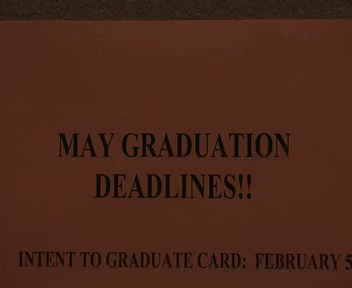 MAY GRADUATION
DEADLINES!!
INTENT TO GRADUATE CARD: FEBRUARY 5